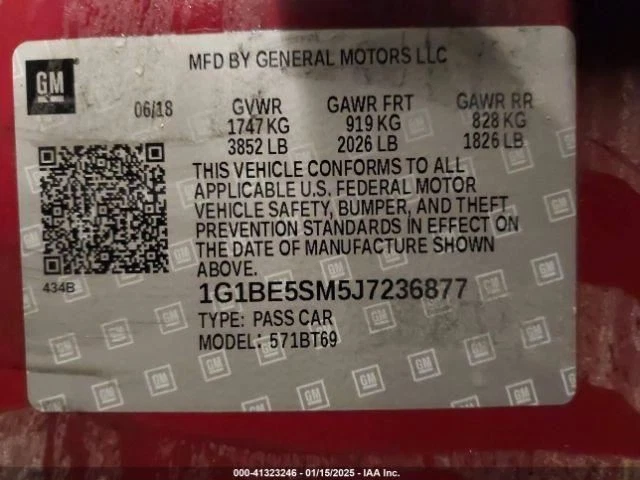 GM
MFD BY GENERAL MOTORS LLC
06/18 GVWR GAWR FRT GAWR RR
1747 KG 919 KG 828 KG
3852 LB 2026 LB 1826 LB
THIS VEHICLE CONFORMS TO ALL
APPLICABLE U.S. FEDERAL MOTOR
VEHICLE SAFETY, BUMPER, AND THEFT
PREVENTION STANDARDS IN EFFECT ON
THE DATE OF MANUFACTURE SHOWN
ABOVE.
434B
1G1BE5SM5J7236877
TYPE: PASS CAR
MODEL: 571BT69
000-41323246 - 01/15/2025 - IAA Inc.